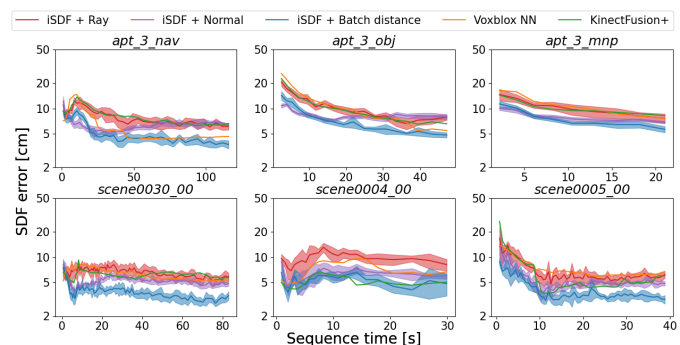 iSDF + Ray iSDF + Normal iSDF + Batch distance Voxblox NN KinectFusion+
apt_3_nav apt_3_obj apt_3_mnp
50 50 50
20 20 20
10 10 10
5 5 5
2 2 2
0 50 100 10 20 30 40 5 10 15 20
SDF error [cm]
scene0030_00 scene0004_00 scene0005_00
50 50 50
20 20 20
10 10 10
5 5 5
2 2 2
0 20 40 60 80 0 10 20 30 0 10 20 30 40
Sequence time [s]